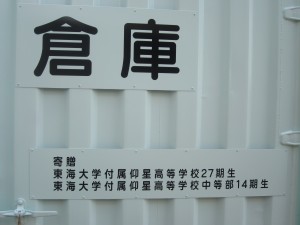 倉庫
寄贈
東海大学付属仰星高等学校27期生
東海大学付属仰星高等学校中等部14期生